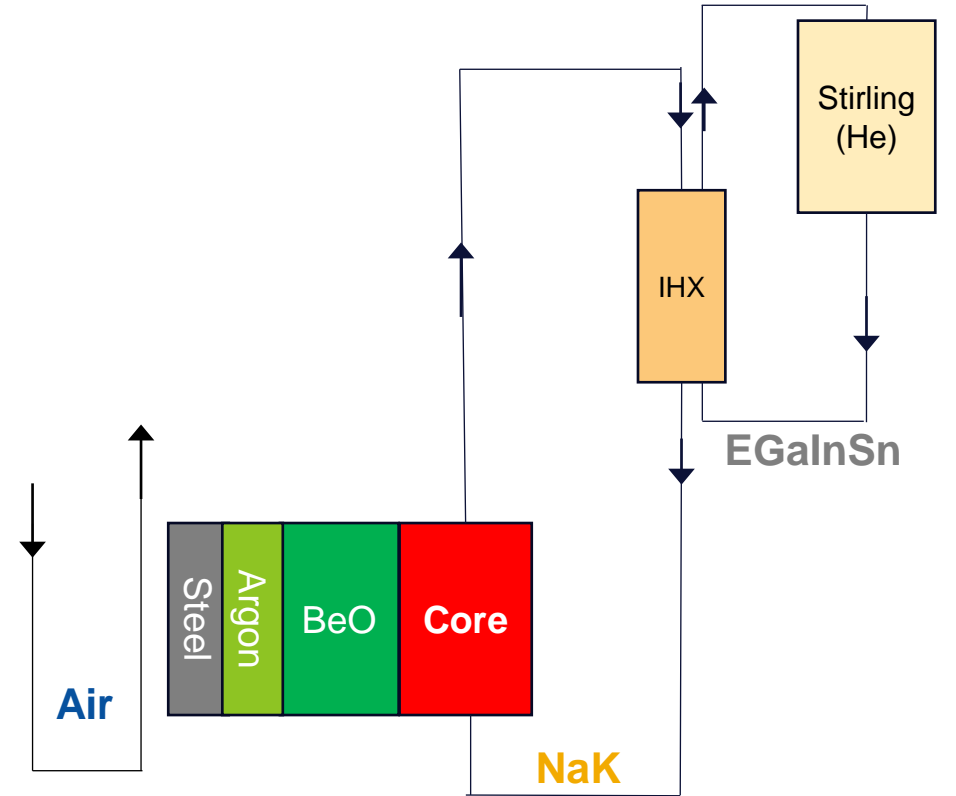 Stirling
(He)
IHX
EGaInSn
Steel
Argon
BeO
Core
Air
NaK